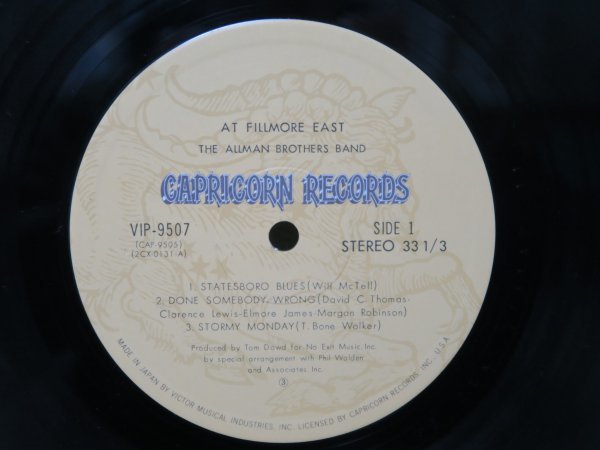 AT FILLMORE EAST
THE ALLMAN BROTHERS BAND
CAPRICORN RECORDS
VIP-9507
(CAP-9505)
(2CX-0131-A)
SIDE 1
STEREO 33 1/3
1. STATESBORO BLUES(Will McTell)
2. DONE SOMEBODY WRONG(David C Thomas-
Clarence Lewis-Elmore James-Morgan Robinson)
3. STORMY MONDAY(T. Bone Walker)
Produced by Tom Dowd for No Exit Music. Inc.
by special arrangement with Phil Walden
and Associates Inc.
③
MADE IN JAPAN BY VICTOR MUSICAL INDUSTRIES, INC. LICENSED BY CAPRICORN RECORDS, INC. U.S.A.